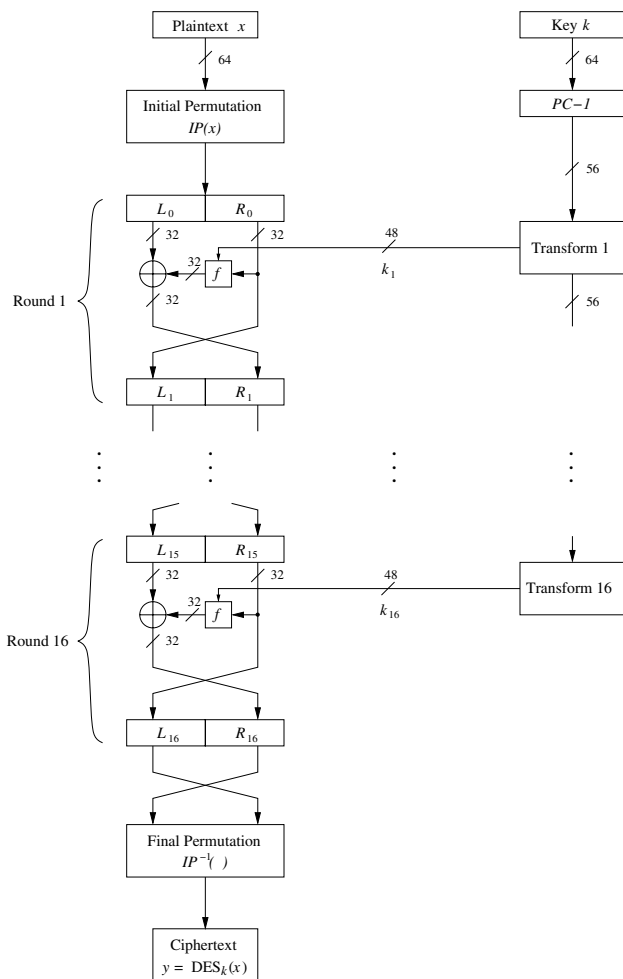 Plaintext x
Key k
64
64
Initial Permutation
IP(x)
PC−1
56
L₀ R₀
32 32 48
Transform 1
32
f
k₁
32
56
Round 1
L₁ R₁
L₁₅ R₁₅
32 32 48
Transform 16
32
f
k₁₆
32
Round 16
L₁₆ R₁₆
Final Permutation
IP⁻¹( )
Ciphertext
y = DESₖ(x)